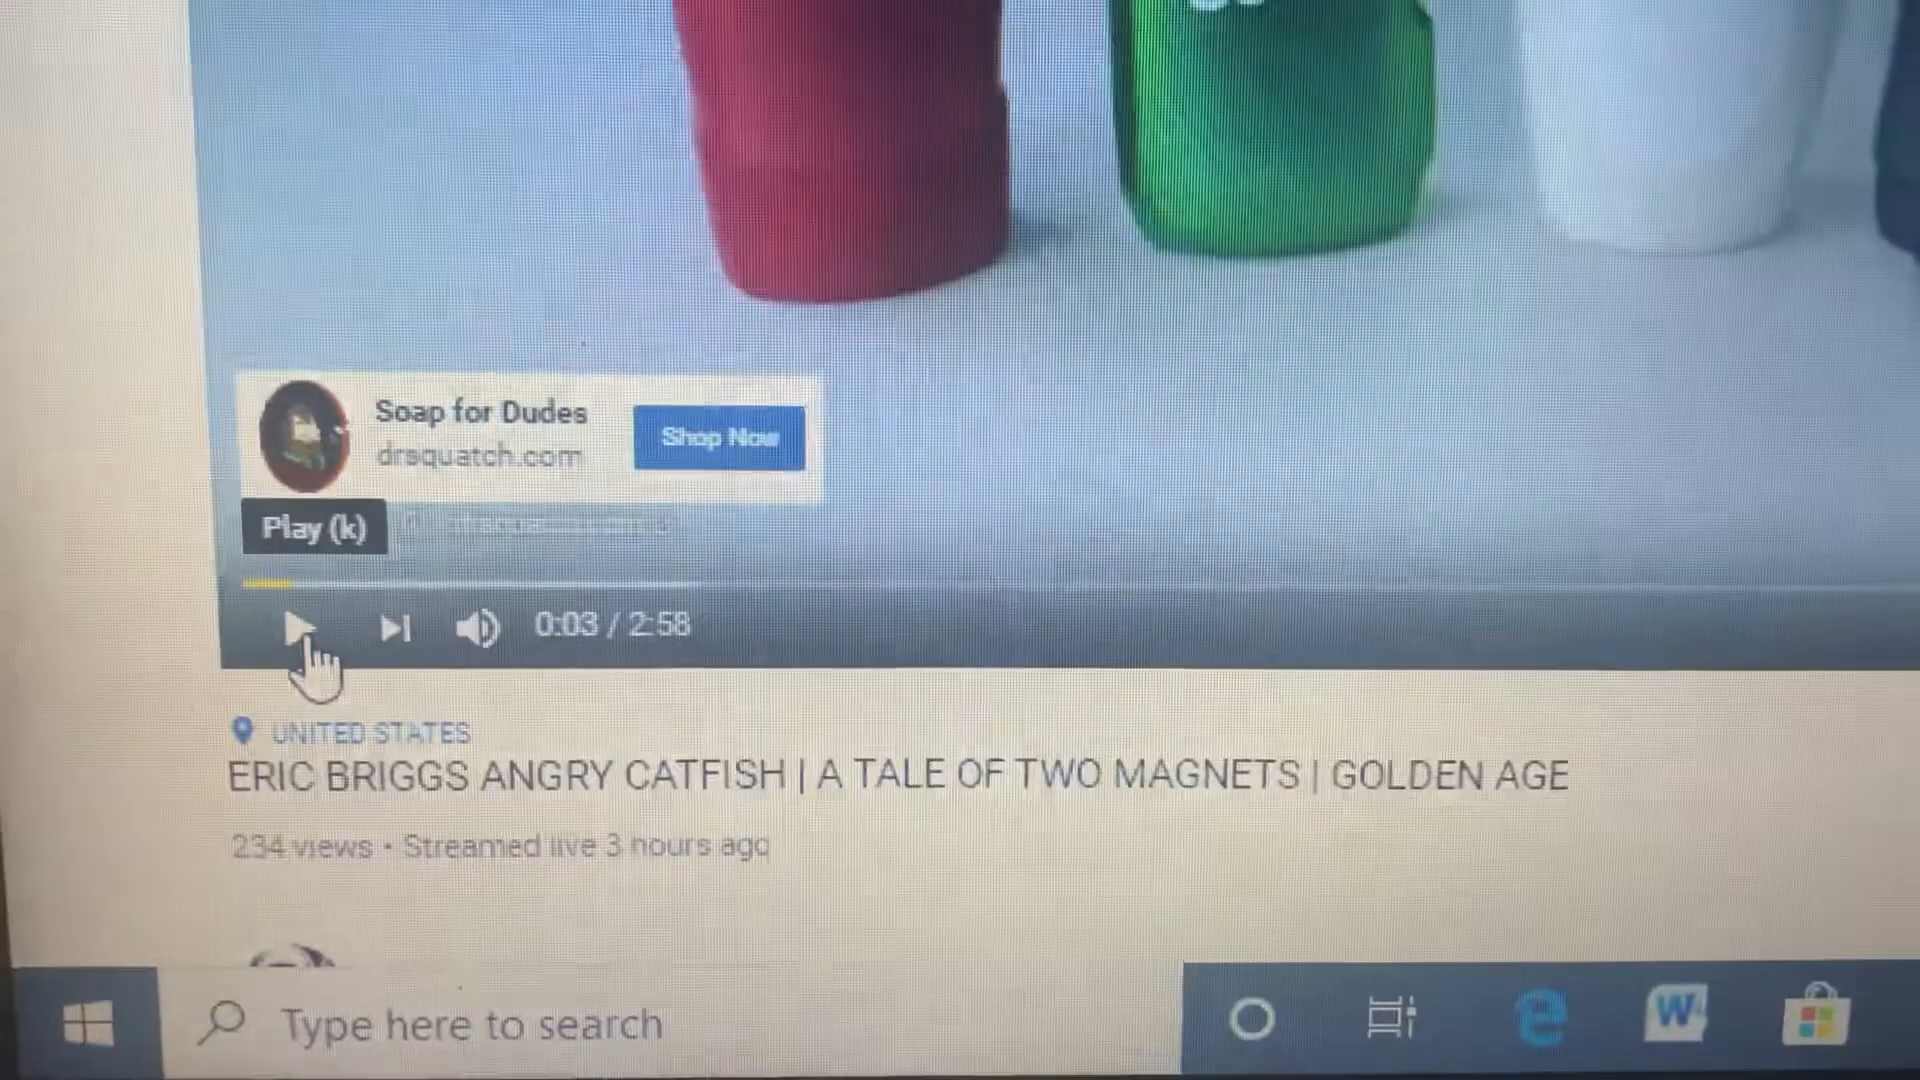 Soap for Dudes
drsquatch.com
Shop Now
Play (k)
0:03 / 2:58
UNITED STATES
ERIC BRIGGS ANGRY CATFISH | A TALE OF TWO MAGNETS | GOLDEN AGE
234 views • Streamed live 3 hours ago
Type here to search
W